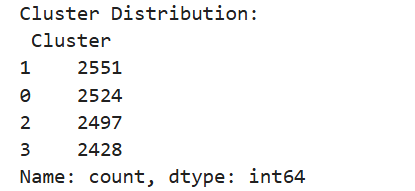 Cluster Distribution:
Cluster
1    2551
0    2524
2    2497
3    2428
Name: count, dtype: int64